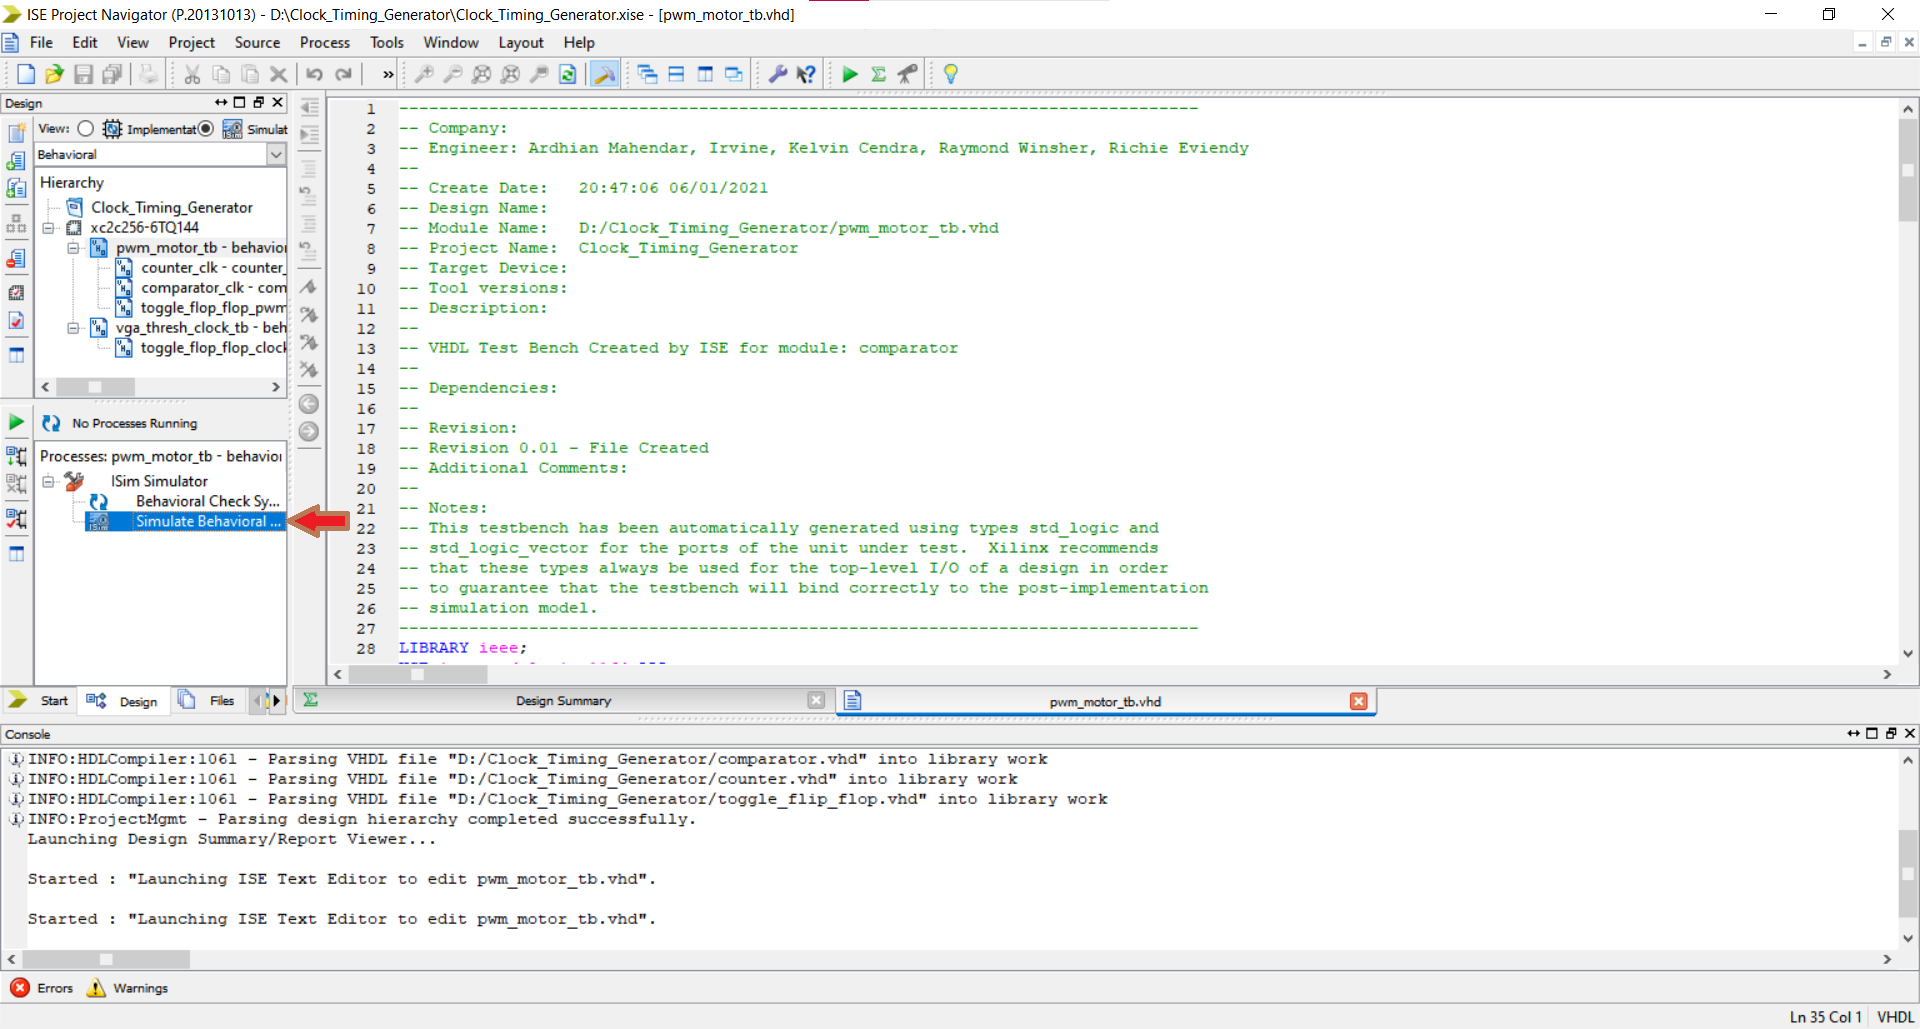 ISE Project Navigator (P.20131013) - D:\Clock_Timing_Generator\Clock_Timing_Generator.xise - [pwm_motor_tb.vhd]
File Edit View Project Source Process Tools Window Layout Help
Design
View: Implementat Simulat
Behavioral
Hierarchy
Clock_Timing_Generator
xc2c256-6TQ144
pwm_motor_tb - behavior
counter_clk - counter_
comparator_clk - com
toggle_flop_flop_pwm
vga_thresh_clock_tb - beh
toggle_flop_flop_clock
No Processes Running
Processes: pwm_motor_tb - behavior
ISim Simulator
Behavioral Check Sy...
Simulate Behavioral ...
Start Design Files
1 --------------------------------------------------------------------------------
2 -- Company:
3 -- Engineer: Ardhian Mahendar, Irvine, Kelvin Cendra, Raymond Winsher, Richie Eviendy
4 --
5 -- Create Date:   20:47:06 06/01/2021
6 -- Design Name:
7 -- Module Name:   D:/Clock_Timing_Generator/pwm_motor_tb.vhd
8 -- Project Name:  Clock_Timing_Generator
9 -- Target Device:
10 -- Tool versions:
11 -- Description:
12 --
13 -- VHDL Test Bench Created by ISE for module: comparator
14 --
15 -- Dependencies:
16 --
17 -- Revision:
18 -- Revision 0.01 - File Created
19 -- Additional Comments:
20 --
21 -- Notes:
22 -- This testbench has been automatically generated using types std_logic and
23 -- std_logic_vector for the ports of the unit under test.  Xilinx recommends
24 -- that these types always be used for the top-level I/O of a design in order
25 -- to guarantee that the testbench will bind correctly to the post-implementation
26 -- simulation model.
27 --------------------------------------------------------------------------------
28 LIBRARY ieee;
Design Summary
pwm_motor_tb.vhd
Console
INFO:HDLCompiler:1061 - Parsing VHDL file "D:/Clock_Timing_Generator/comparator.vhd" into library work
INFO:HDLCompiler:1061 - Parsing VHDL file "D:/Clock_Timing_Generator/counter.vhd" into library work
INFO:HDLCompiler:1061 - Parsing VHDL file "D:/Clock_Timing_Generator/toggle_flip_flop.vhd" into library work
INFO:ProjectMgmt - Parsing design hierarchy completed successfully.
Launching Design Summary/Report Viewer...
Started : "Launching ISE Text Editor to edit pwm_motor_tb.vhd".
Started : "Launching ISE Text Editor to edit pwm_motor_tb.vhd".
Errors Warnings
Ln 35 Col 1 VHDL